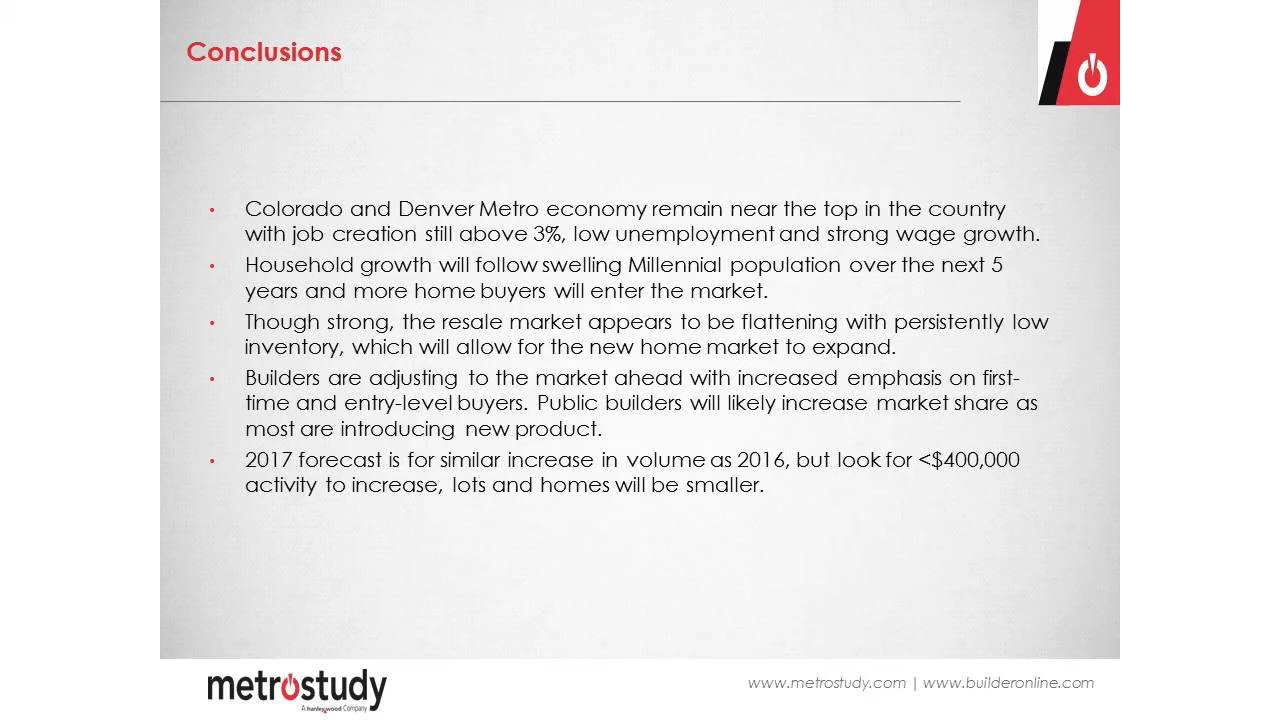 Conclusions
• Colorado and Denver Metro economy remain near the top in the country
with job creation still above 3%, low unemployment and strong wage growth.
• Household growth will follow swelling Millennial population over the next 5
years and more home buyers will enter the market.
• Though strong, the resale market appears to be flattening with persistently low
inventory, which will allow for the new home market to expand.
• Builders are adjusting to the market ahead with increased emphasis on first-
time and entry-level buyers. Public builders will likely increase market share as
most are introducing new product.
• 2017 forecast is for similar increase in volume as 2016, but look for <$400,000
activity to increase, lots and homes will be smaller.
metrostudy
A hanleywood Company
www.metrostudy.com | www.builderonline.com